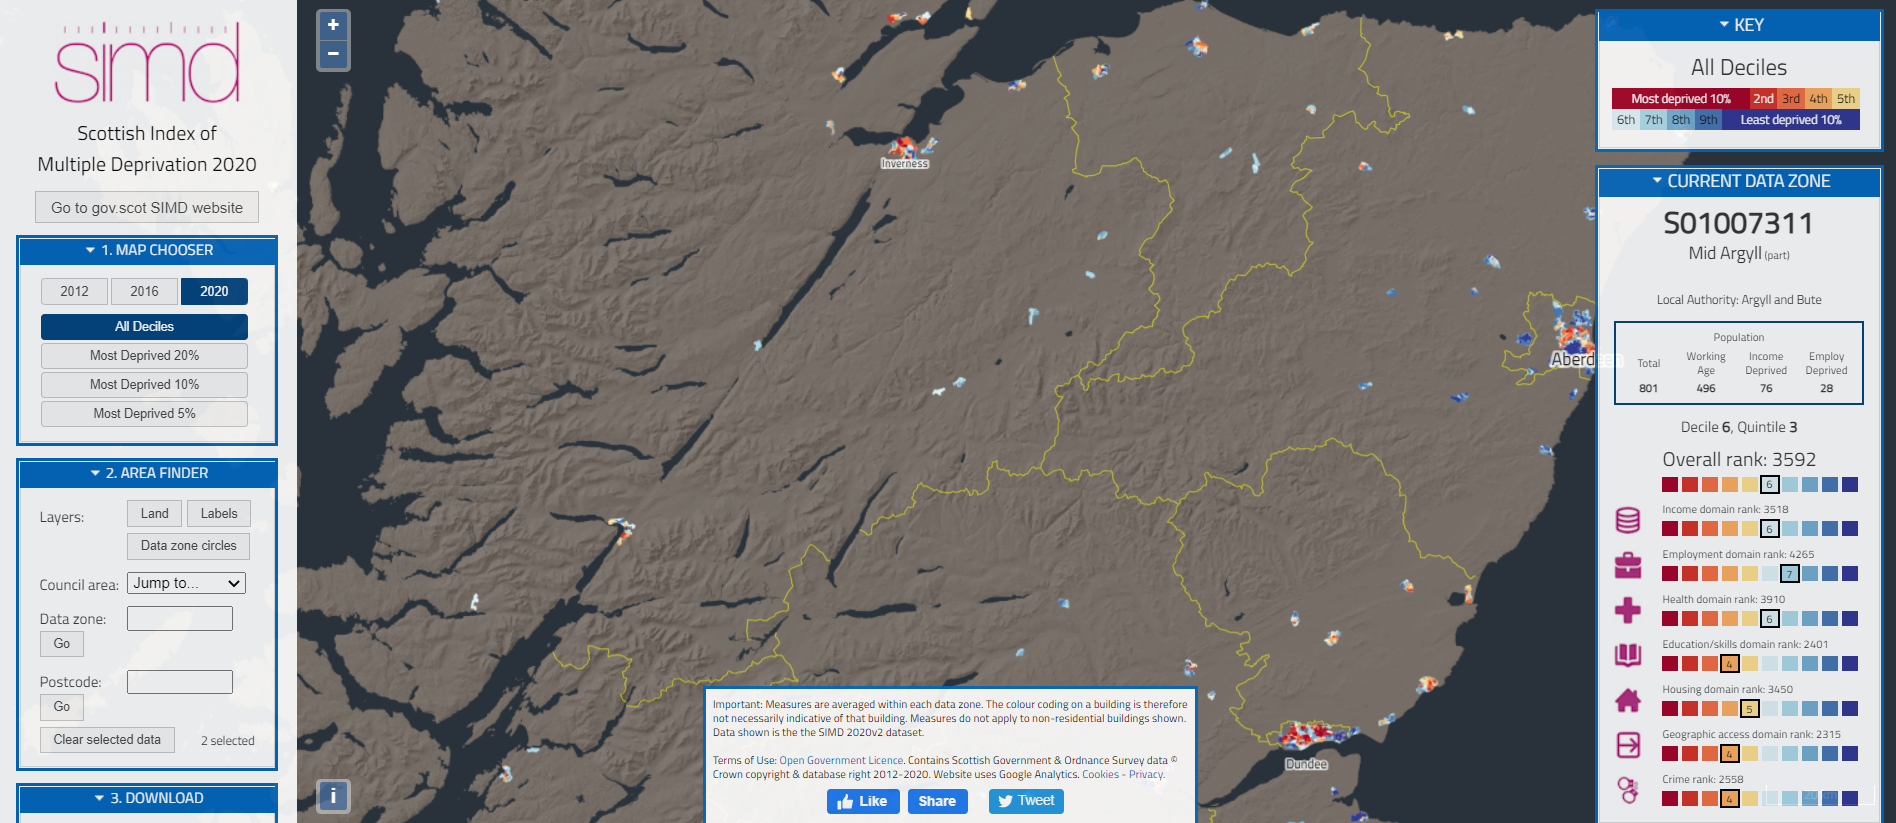 simd
Scottish Index of
Multiple Deprivation 2020
Go to gov.scot SIMD website
1. MAP CHOOSER
2012 2016 2020
All Deciles
Most Deprived 20%
Most Deprived 10%
Most Deprived 5%
2. AREA FINDER
Layers: Land Labels
Data zone circles
Council area: Jump to...
Data zone:
Go
Postcode:
Go
Clear selected data 2 selected
3. DOWNLOAD
+
−
Inverness
Aberdeen
Dundee
i
Important: Measures are averaged within each data zone. The colour coding on a building is therefore
not necessarily indicative of that building. Measures do not apply to non-residential buildings shown.
Data shown is the the SIMD 2020v2 dataset.
Terms of Use: Open Government Licence. Contains Scottish Government & Ordnance Survey data ©
Crown copyright & database right 2012-2020. Website uses Google Analytics. Cookies - Privacy.
Like Share Tweet
KEY
All Deciles
Most deprived 10% 2nd 3rd 4th 5th
6th 7th 8th 9th Least deprived 10%
CURRENT DATA ZONE
S01007311
Mid Argyll (part)
Local Authority: Argyll and Bute
Population
Total Working Age Income Deprived Employ Deprived
801 496 76 28
Decile 6, Quintile 3
Overall rank: 3592
6
Income domain rank: 3518
6
Employment domain rank: 4265
7
Health domain rank: 3910
6
Education/skills domain rank: 2401
4
Housing domain rank: 3450
5
Geographic access domain rank: 2315
4
Crime rank: 2558
4